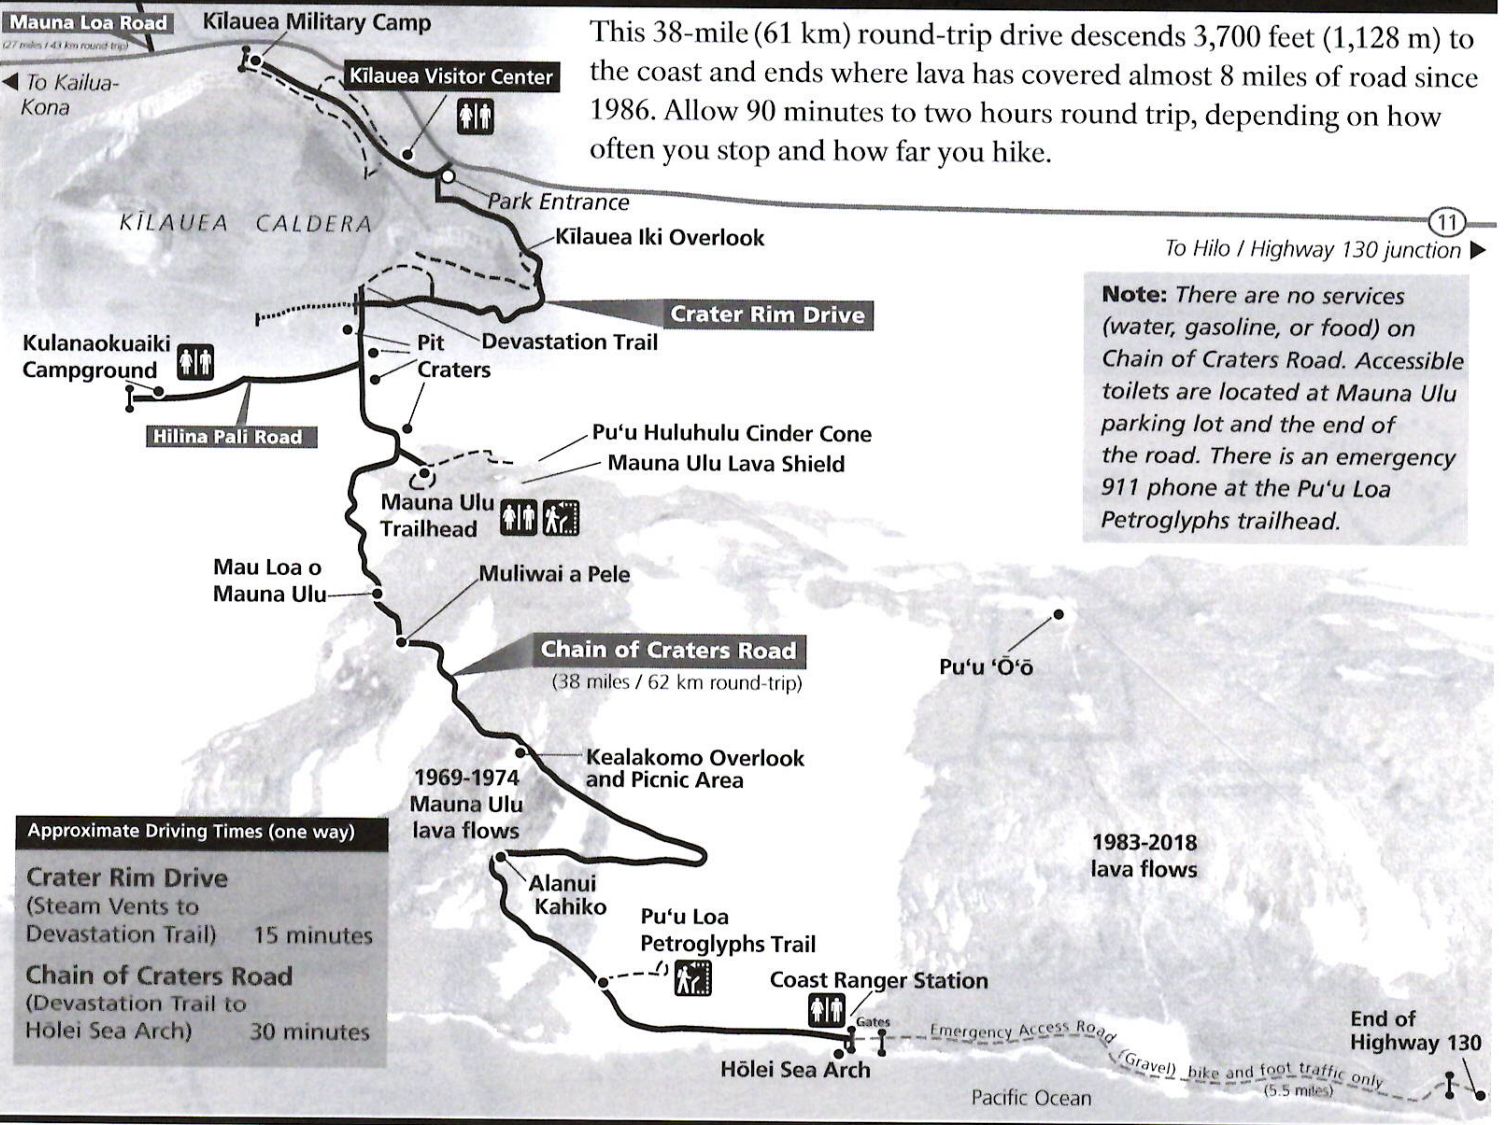 Mauna Loa Road
(27 miles / 43 km round trip)
◀ To Kailua-
Kona
Kīlauea Military Camp
Kīlauea Visitor Center
This 38-mile (61 km) round-trip drive descends 3,700 feet (1,128 m) to
the coast and ends where lava has covered almost 8 miles of road since
1986. Allow 90 minutes to two hours round trip, depending on how
often you stop and how far you hike.
KĪLAUEA CALDERA
Park Entrance
11
To Hilo / Highway 130 junction ▶
Kīlauea Iki Overlook
Crater Rim Drive
Devastation Trail
Pit
Craters
Kulanaokuaiki
Campground
Hilina Pali Road
Note: There are no services
(water, gasoline, or food) on
Chain of Craters Road. Accessible
toilets are located at Mauna Ulu
parking lot and the end of
the road. There is an emergency
911 phone at the Puʻu Loa
Petroglyphs trailhead.
Puʻu Huluhulu Cinder Cone
Mauna Ulu Lava Shield
Mauna Ulu
Trailhead
Mau Loa o
Mauna Ulu
Muliwai a Pele
Chain of Craters Road
(38 miles / 62 km round-trip)
Puʻu ʻŌʻō
Kealakomo Overlook
and Picnic Area
1969-1974
Mauna Ulu
lava flows
1983-2018
lava flows
Approximate Driving Times (one way)
Crater Rim Drive
(Steam Vents to
Devastation Trail) 15 minutes
Chain of Craters Road
(Devastation Trail to
Hōlei Sea Arch) 30 minutes
Alanui
Kahiko
Puʻu Loa
Petroglyphs Trail
Coast Ranger Station
Gates
Hōlei Sea Arch
Emergency Access Road
(Gravel) bike and foot traffic only
(5.5 miles)
End of
Highway 130
Pacific Ocean